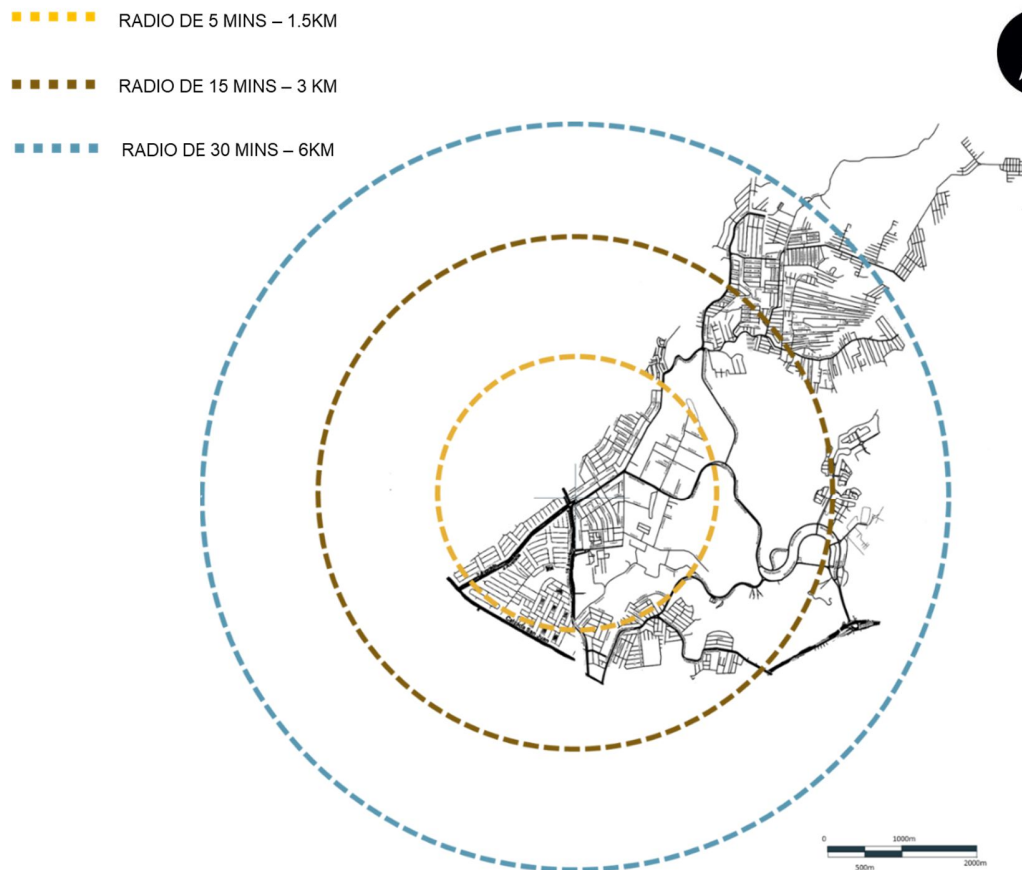 RADIO DE 5 MINS – 1.5KM
RADIO DE 15 MINS – 3 KM
RADIO DE 30 MINS – 6KM
0 1000m
500m 2000m